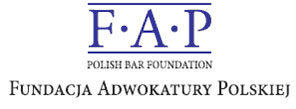 F·A·P
POLISH BAR FOUNDATION
FUNDACJA ADWOKATURY POLSKIEJ